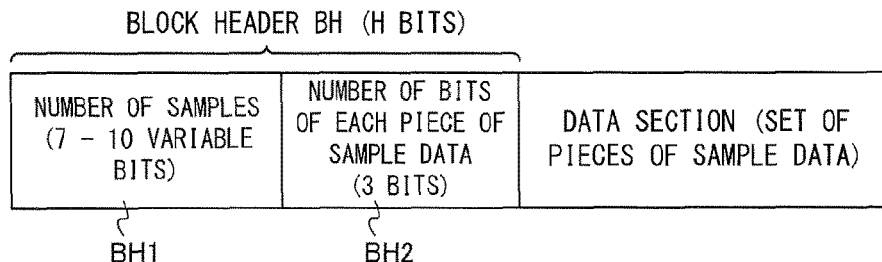 BLOCK HEADER BH (H BITS)
NUMBER OF SAMPLES
(7 - 10 VARIABLE
BITS)
NUMBER OF BITS
OF EACH PIECE OF
SAMPLE DATA
(3 BITS)
DATA SECTION (SET OF
PIECES OF SAMPLE DATA)
BH1
BH2